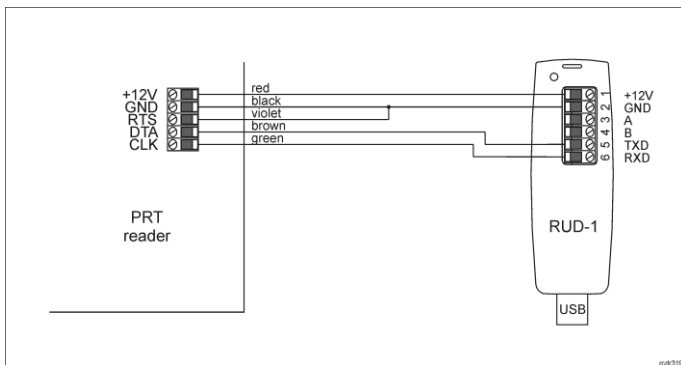 +12V
GND
RTS
DTA
CLK
red
black
violet
brown
green
PRT
reader
1 +12V
2 GND
3 A
4 B
5 TXD
6 RXD
RUD-1
USB